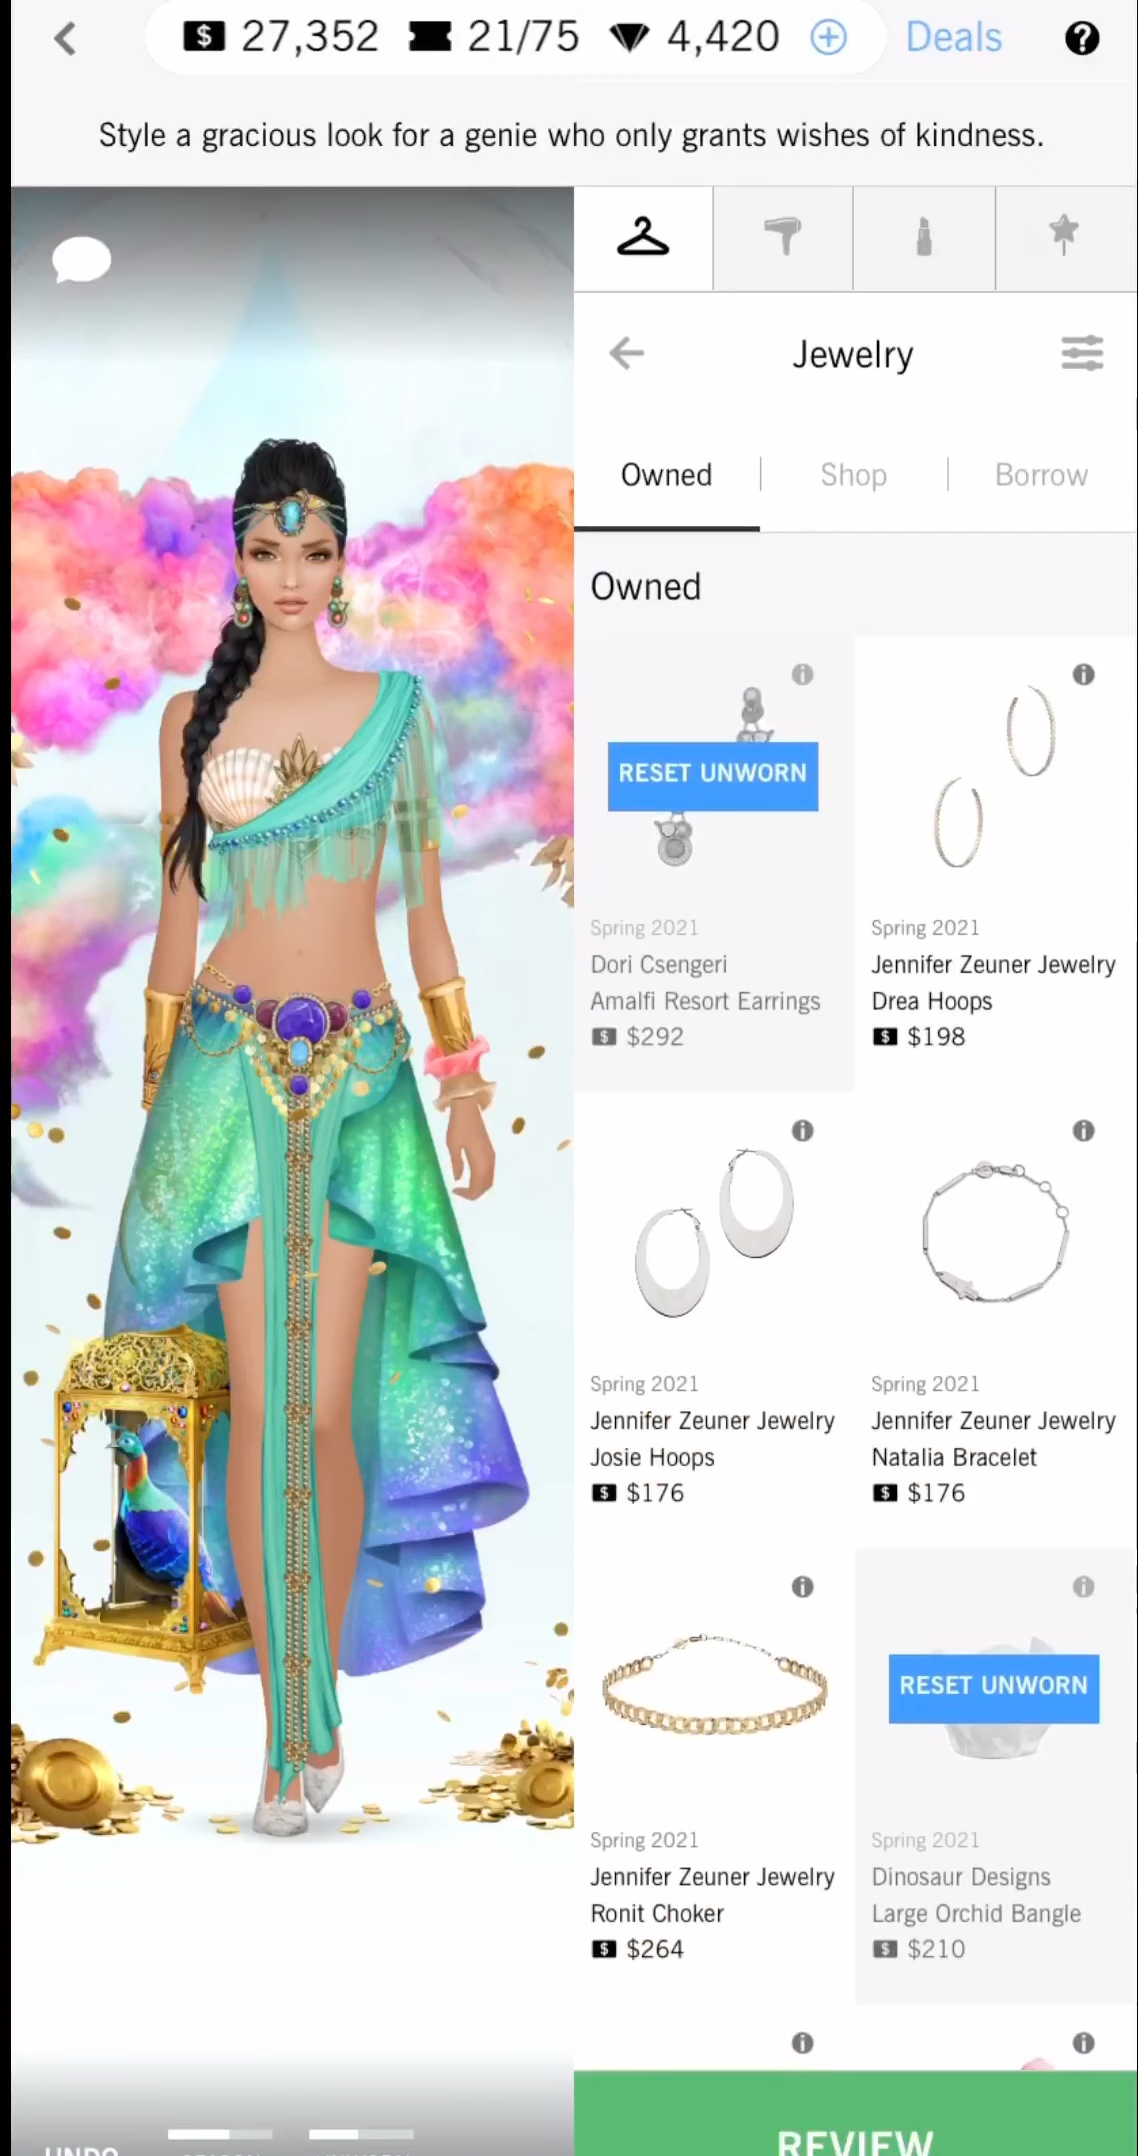 27,352 21/75 4,420 Deals
Style a gracious look for a genie who only grants wishes of kindness.
Jewelry
Owned Shop Borrow
Owned
RESET UNWORN
Spring 2021
Dori Csengeri
Amalfi Resort Earrings
$ $292
Spring 2021
Jennifer Zeuner Jewelry
Drea Hoops
$ $198
Spring 2021
Jennifer Zeuner Jewelry
Josie Hoops
$ $176
Spring 2021
Jennifer Zeuner Jewelry
Natalia Bracelet
$ $176
Spring 2021
Jennifer Zeuner Jewelry
Ronit Choker
$ $264
RESET UNWORN
Spring 2021
Dinosaur Designs
Large Orchid Bangle
$ $210
UNDO
REVIEW